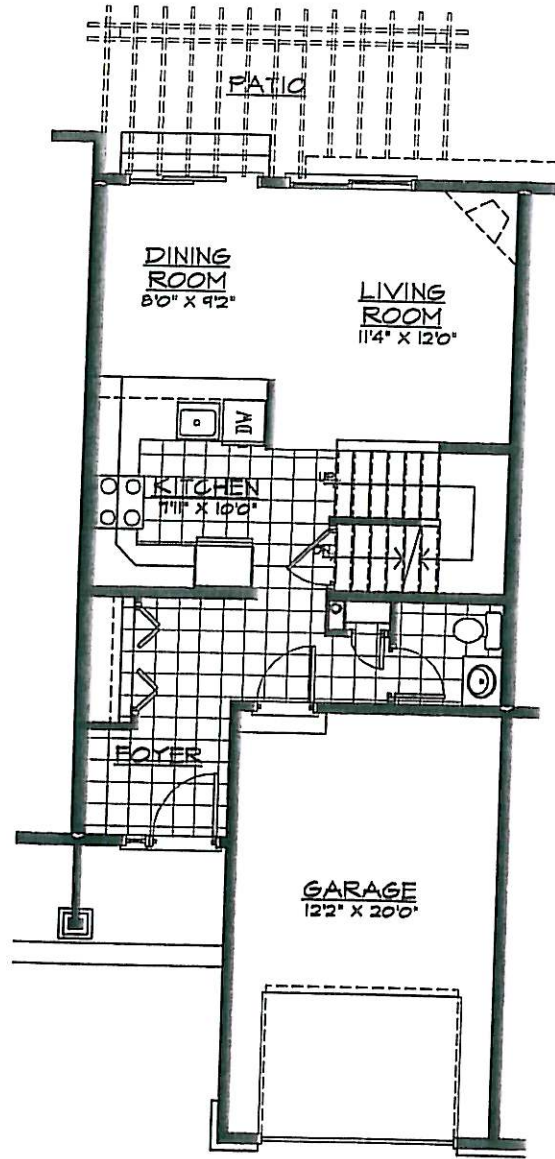 PATIO
DINING
ROOM
8'0" X 9'2"
LIVING
ROOM
11'4" X 12'0"
DW
UP
KITCHEN
7'11" X 10'0"
FOYER
GARAGE
12'2" X 20'0"